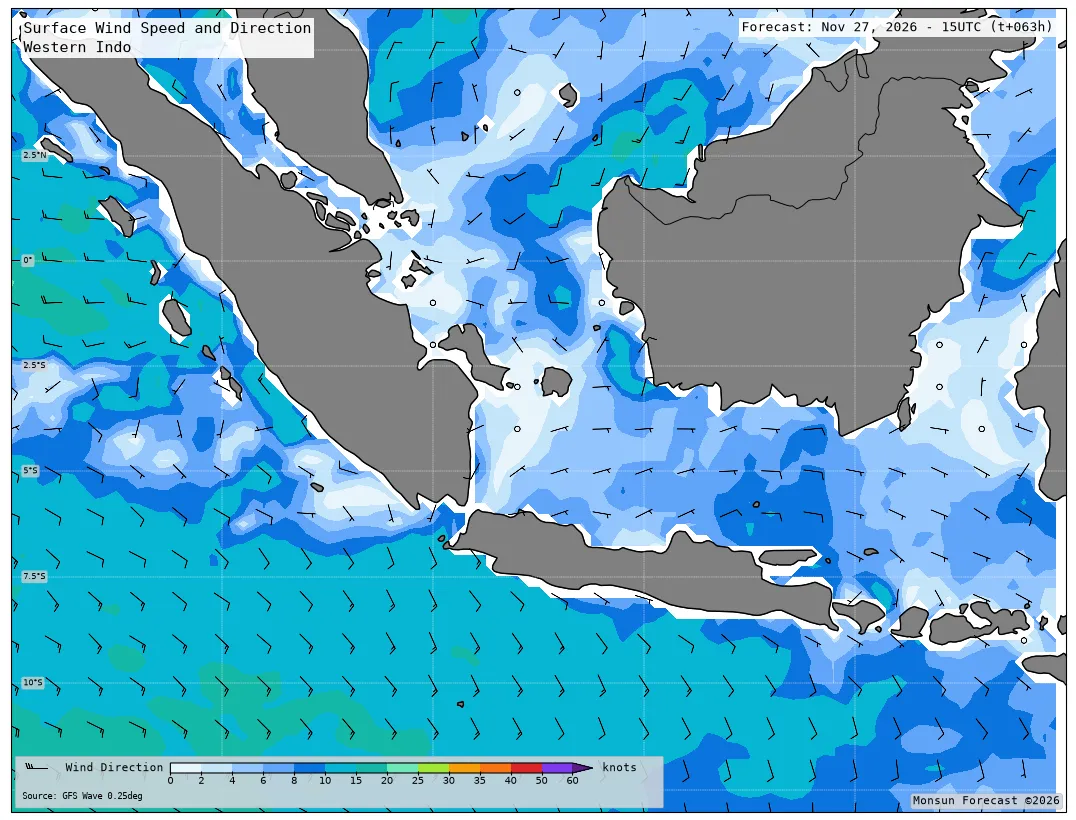 Surface Wind Speed and Direction
Western Indo
Forecast: Nov 27, 2026 - 15UTC (t+063h)
2.5°N
0°
2.5°S
5°S
7.5°S
10°S
Wind Direction
knots
0 2 4 6 8 10 15 20 25 30 35 40 50 60
Source: GFS Wave 0.25deg
Monsun Forecast ©2026